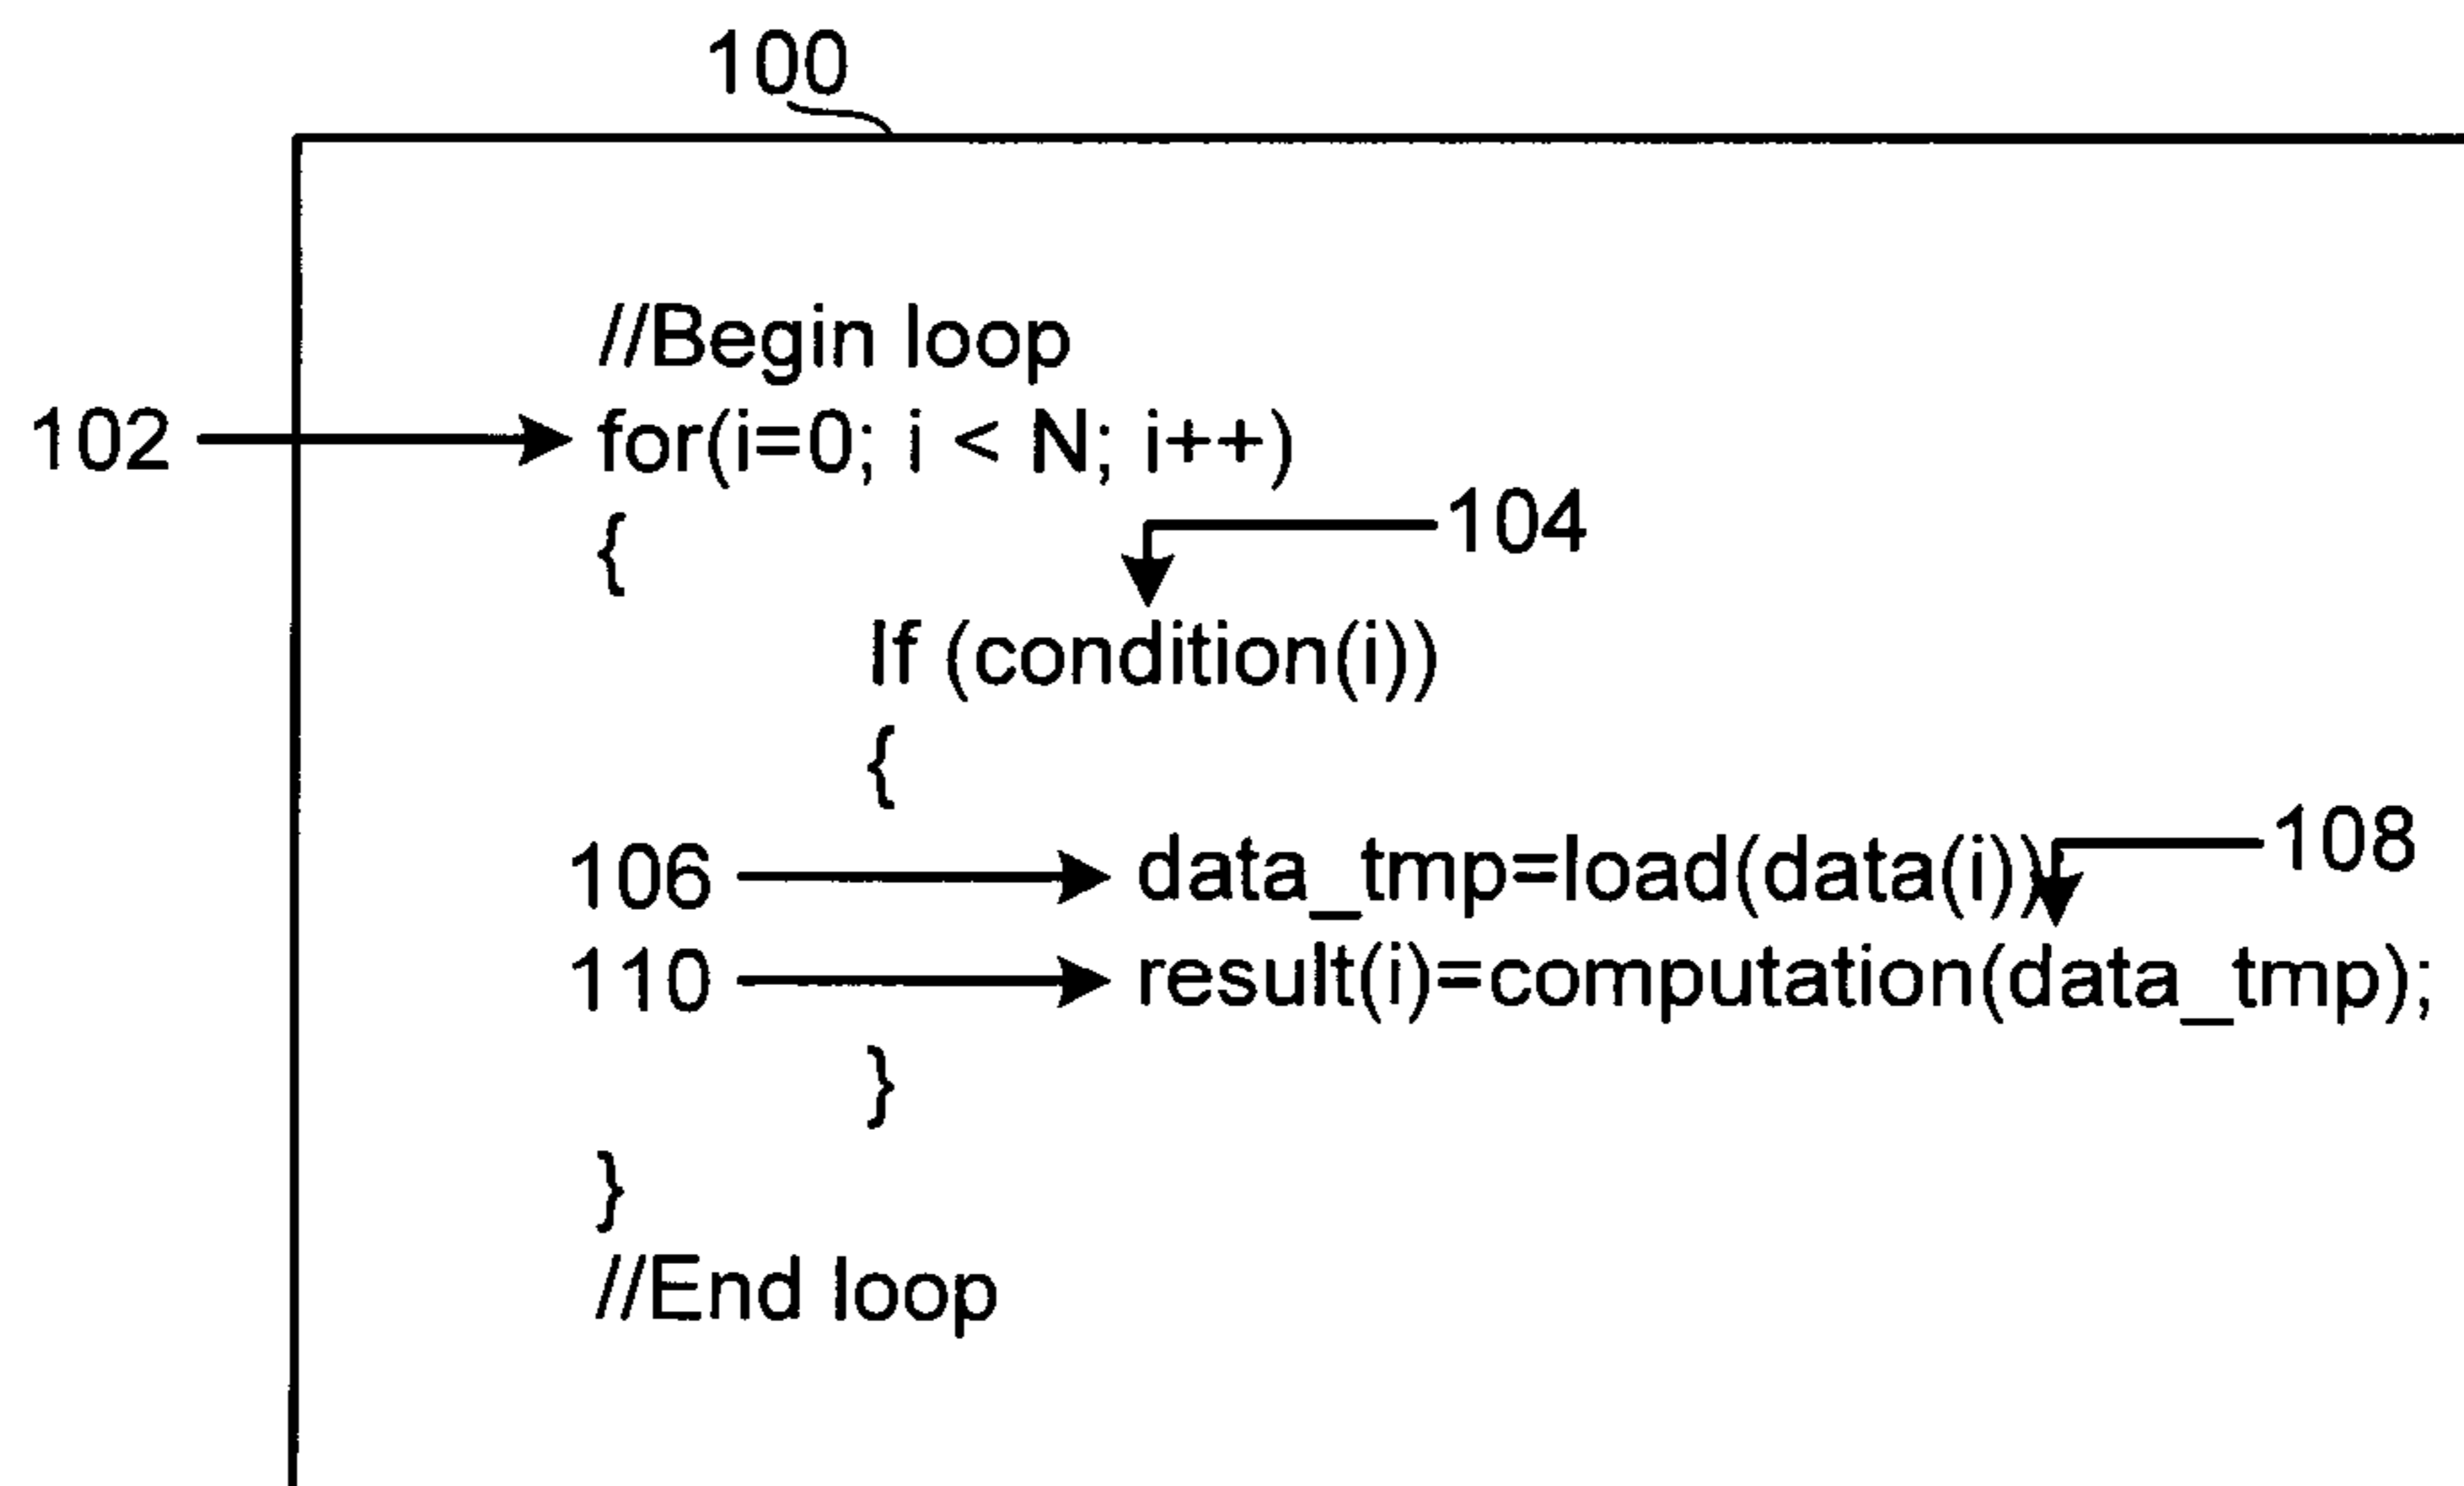 100
//Begin loop
102 for(i=0; i < N; i++)
{ 104
If (condition(i))
{
106 data_tmp=load(data(i)) 108
110 result(i)=computation(data_tmp);
}
}
//End loop